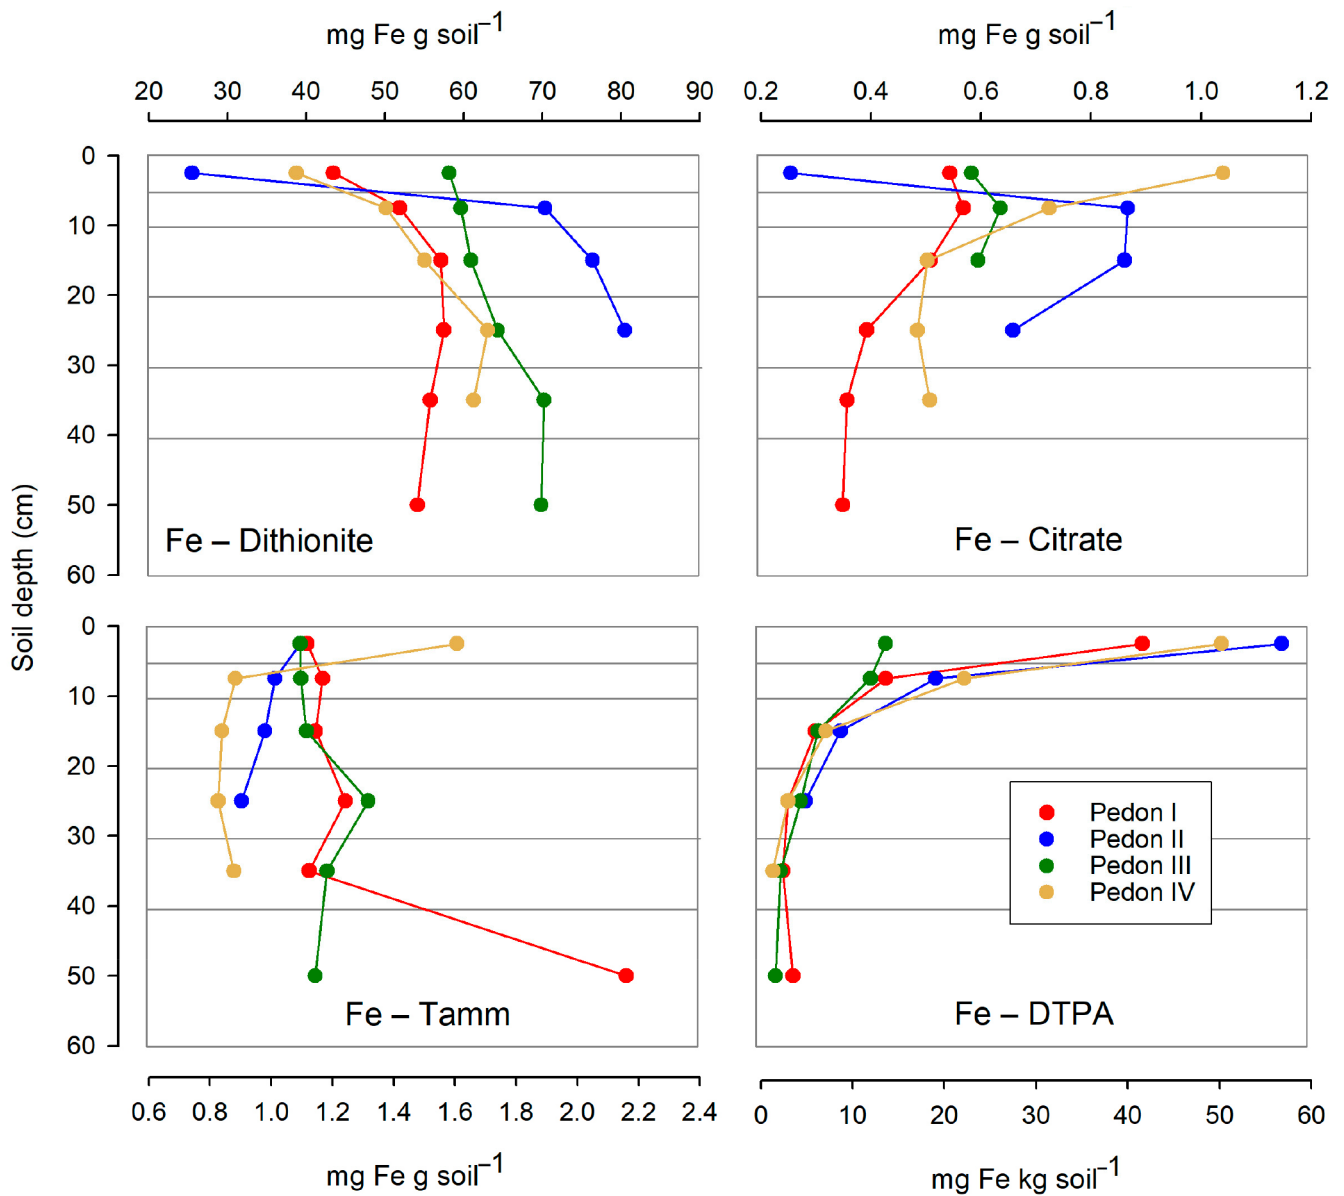 mg Fe g soil⁻¹
mg Fe g soil⁻¹
20 30 40 50 60 70 80 90
0.2 0.4 0.6 0.8 1.0 1.2
0
10
20
30
40
50
60
Fe – Dithionite
Fe – Citrate
Soil depth (cm)
0
10
20
30
40
50
60
Pedon I
Pedon II
Pedon III
Pedon IV
Fe – Tamm
Fe – DTPA
0.6 0.8 1.0 1.2 1.4 1.6 1.8 2.0 2.2 2.4
0 10 20 30 40 50 60
mg Fe g soil⁻¹
mg Fe kg soil⁻¹